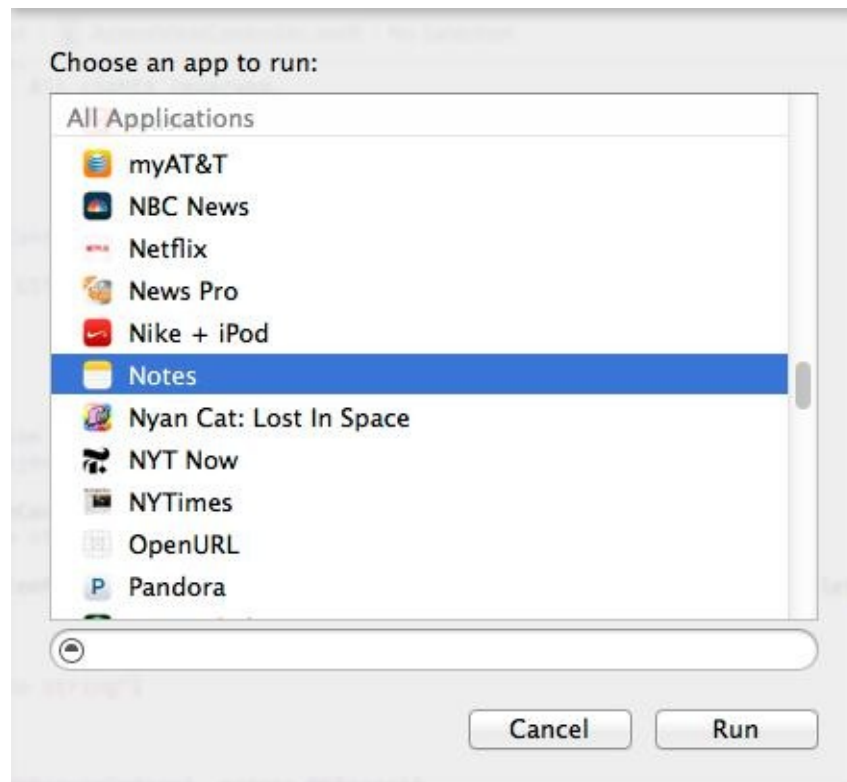 Choose an app to run:
All Applications
myAT&T
NBC News
Netflix
News Pro
Nike + iPod
Notes
Nyan Cat: Lost In Space
NYT Now
NYTimes
OpenURL
P Pandora
Cancel Run